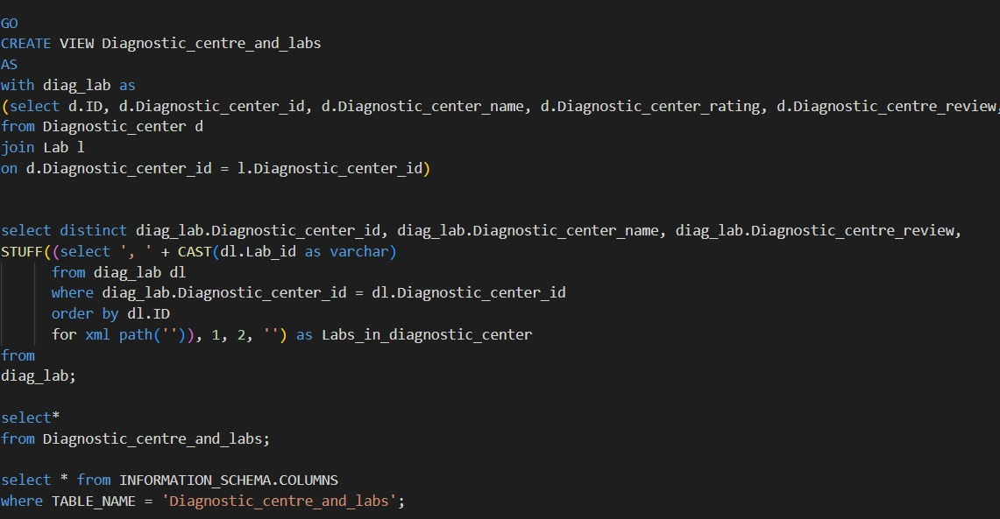 GO
CREATE VIEW Diagnostic_centre_and_labs
AS
with diag_lab as
(select d.ID, d.Diagnostic_center_id, d.Diagnostic_center_name, d.Diagnostic_center_rating, d.Diagnostic_centre_review,
from Diagnostic_center d
join Lab l
on d.Diagnostic_center_id = l.Diagnostic_center_id)
select distinct diag_lab.Diagnostic_center_id, diag_lab.Diagnostic_center_name, diag_lab.Diagnostic_centre_review,
STUFF((select ', ' + CAST(dl.Lab_id as varchar)
from diag_lab dl
where diag_lab.Diagnostic_center_id = dl.Diagnostic_center_id
order by dl.ID
for xml path('')), 1, 2, '') as Labs_in_diagnostic_center
from
diag_lab;
select*
from Diagnostic_centre_and_labs;
select * from INFORMATION_SCHEMA.COLUMNS
where TABLE_NAME = 'Diagnostic_centre_and_labs';